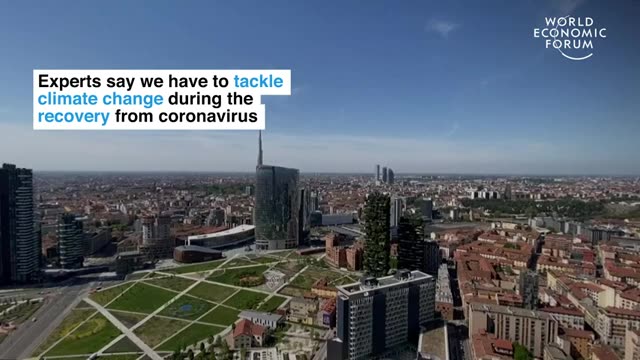 WORLD
ECONOMIC
FORUM
Experts say we have to tackle
climate change during the
recovery from coronavirus